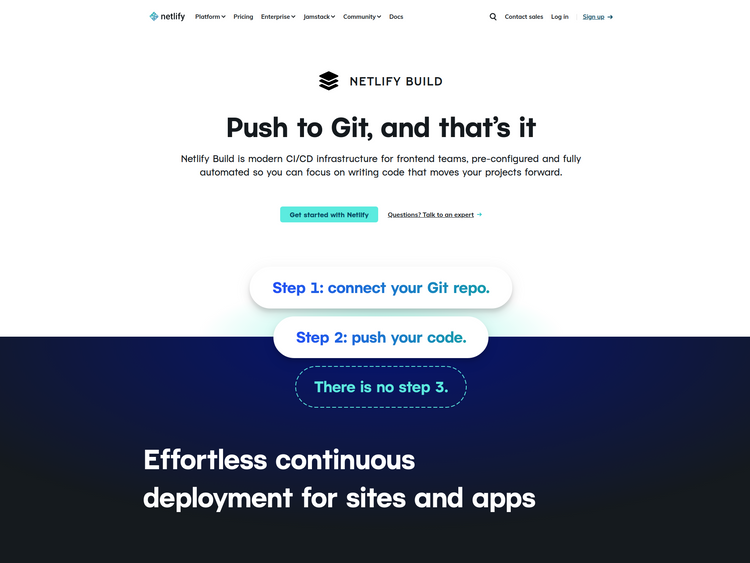 netlify Platform Pricing Enterprise Jamstack Community Docs Contact sales Log in Sign up →
NETLIFY BUILD
Push to Git, and that's it
Netlify Build is modern CI/CD infrastructure for frontend teams, pre-configured and fully
automated so you can focus on writing code that moves your projects forward.
Get started with Netlify Questions? Talk to an expert →
Step 1: connect your Git repo.
Step 2: push your code.
There is no step 3.
Effortless continuous
deployment for sites and apps